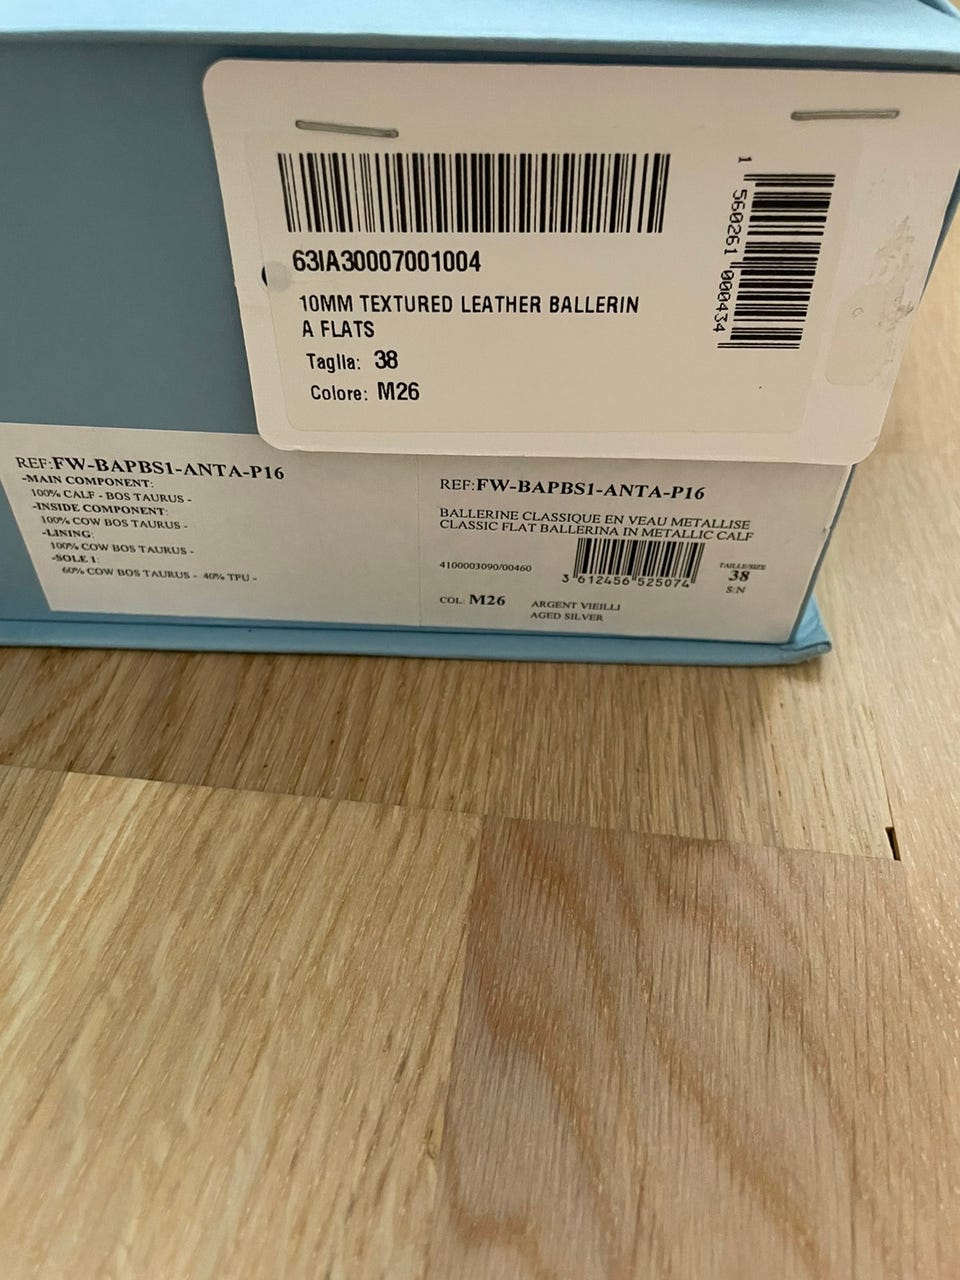 63IA30007001004
10MM TEXTURED LEATHER BALLERIN
A FLATS
Taglia: 38
Colore: M26
1 560261 000434
REF:FW-BAPBS1-ANTA-P16
-MAIN COMPONENT:
100% CALF - BOS TAURUS -
-INSIDE COMPONENT:
100% COW BOS TAURUS -
-LINING:
100% COW BOS TAURUS -
-SOLE 1:
60% COW BOS TAURUS - 40% TPU -
REF:FW-BAPBS1-ANTA-P16
BALLERINE CLASSIQUE EN VEAU METALLISE
CLASSIC FLAT BALLERINA IN METALLIC CALF
4100003090/00460
3 612456 525074
TAILLE/SIZE
38
S/N
COL. M26
ARGENT VIEILLI
AGED SILVER